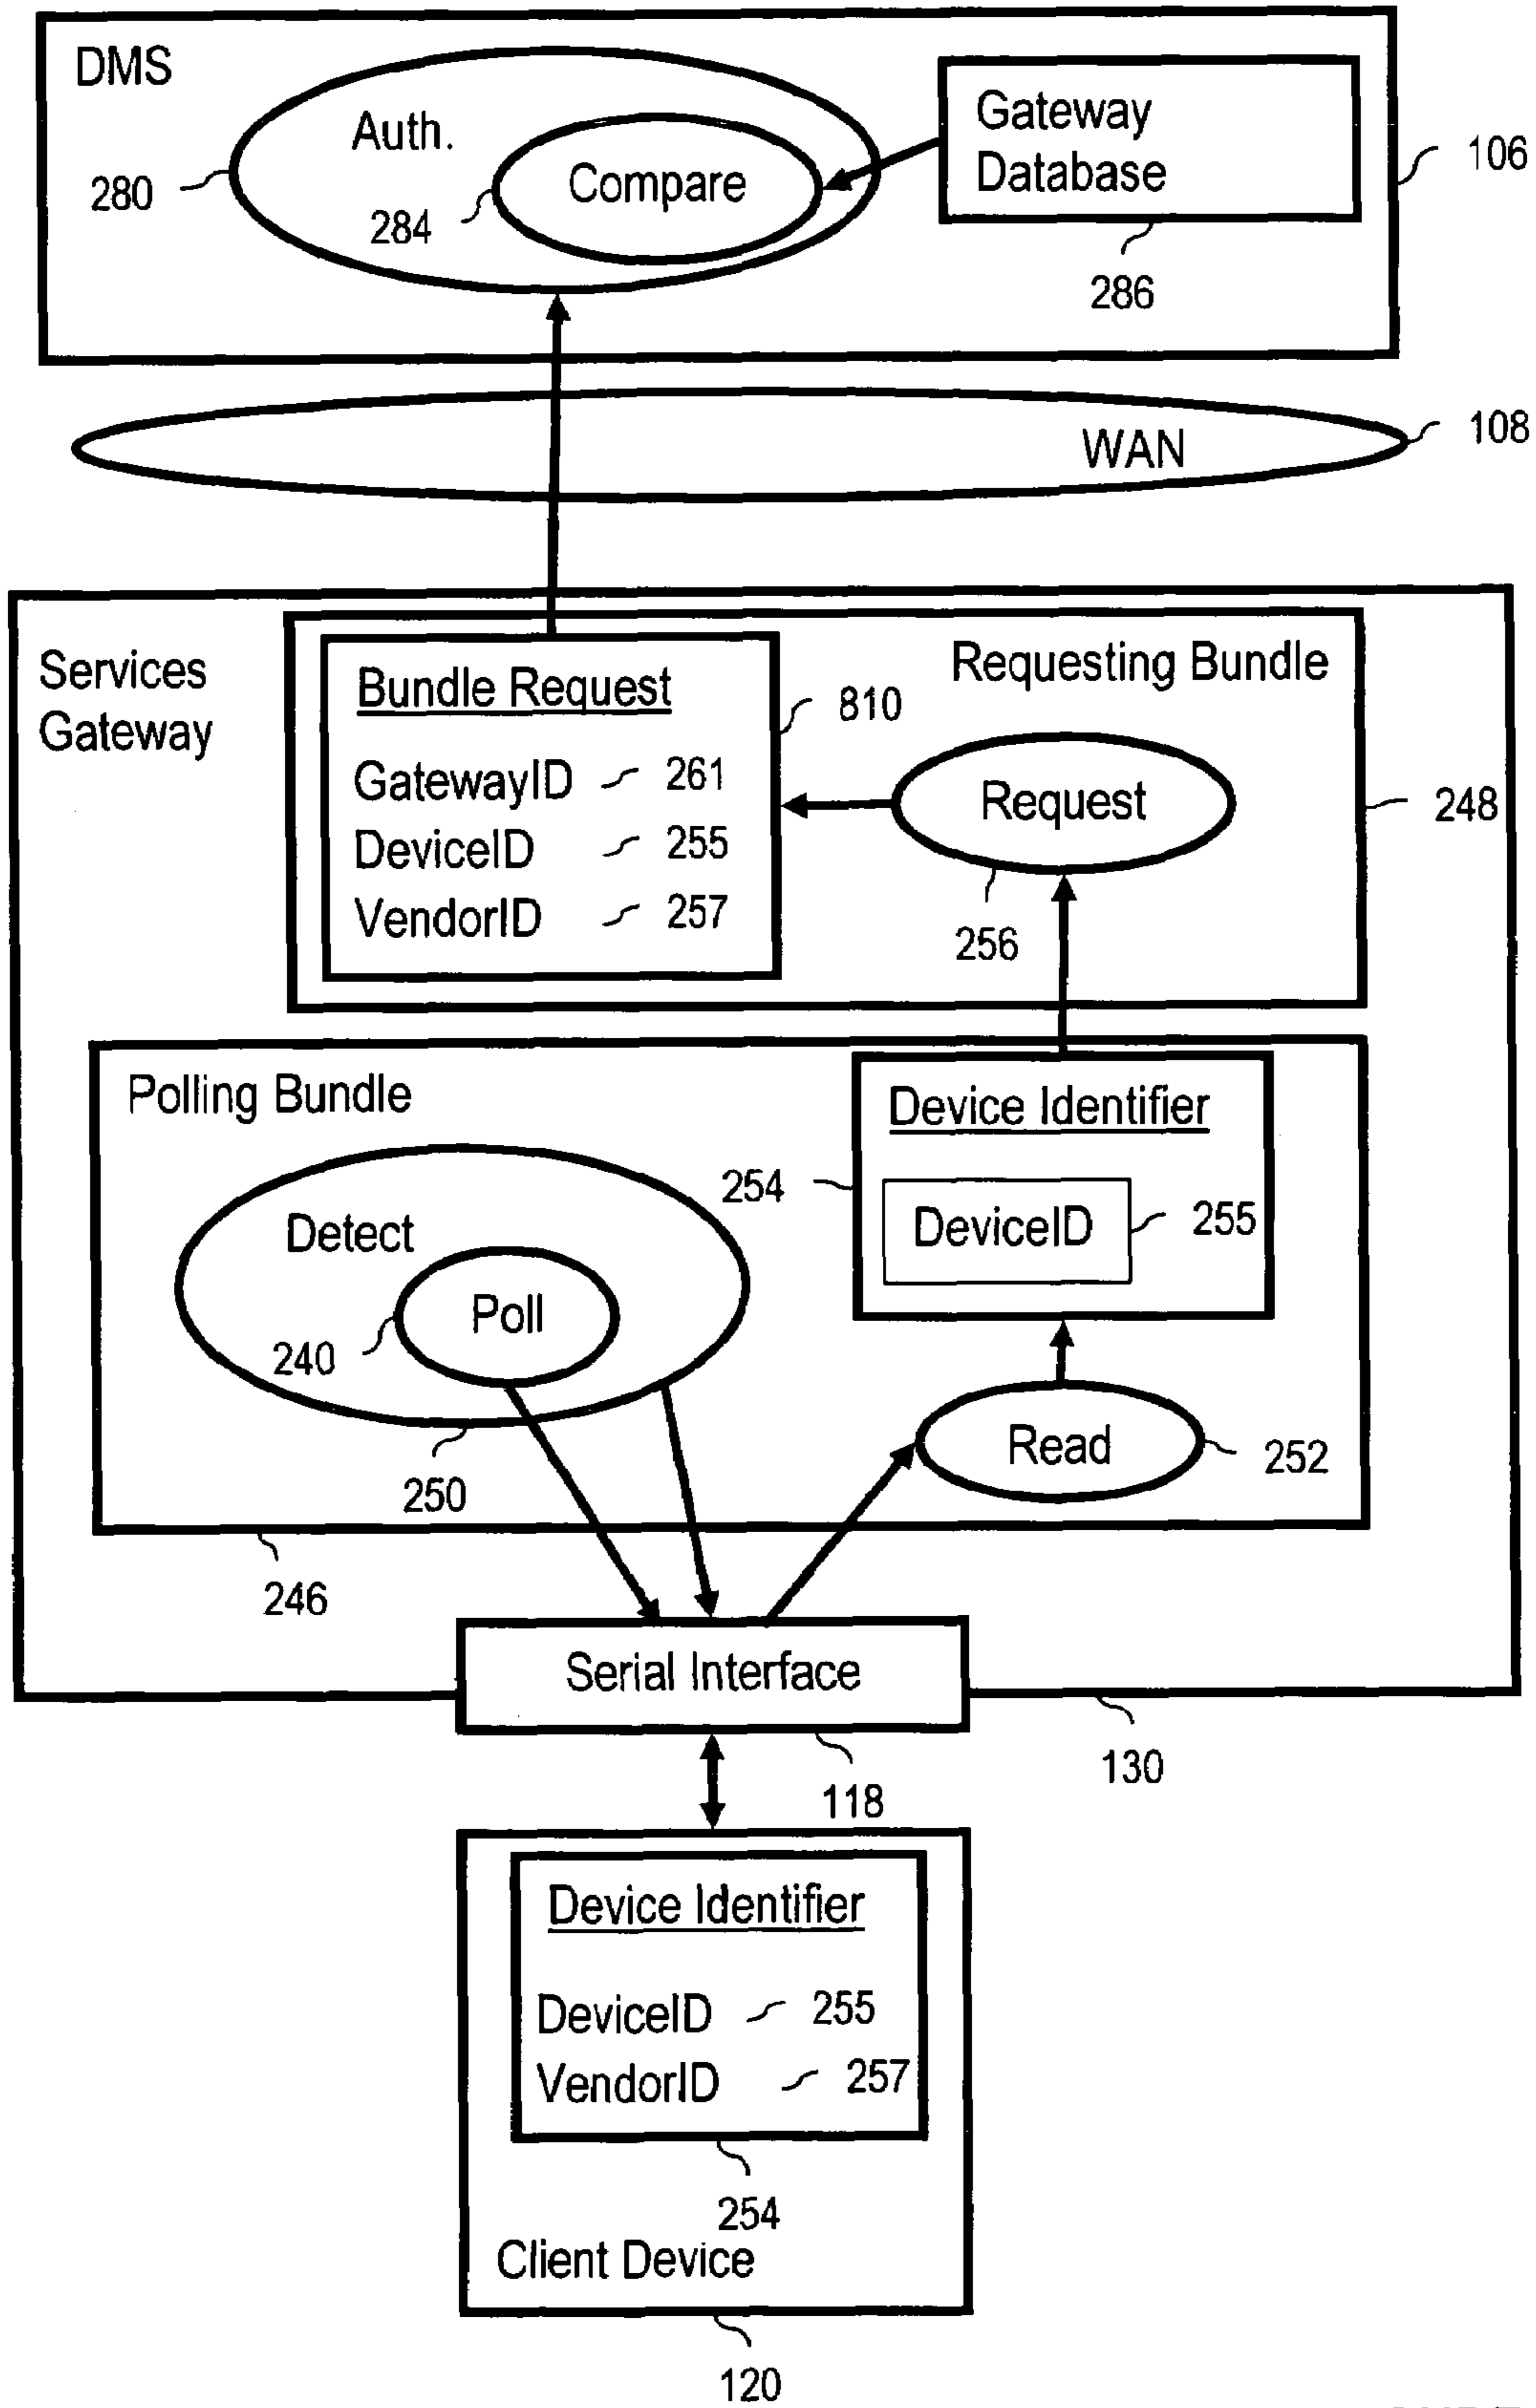 DMS
Auth.
Compare
Gateway
Database
280
284
286
106
WAN
108
Services
Gateway
Bundle Request
GatewayID 261
DeviceID 255
VendorID 257
810
Requesting Bundle
Request
256
248
Polling Bundle
Detect
Poll
240
250
Device Identifier
DeviceID 255
254
Read
252
246
Serial Interface
118
130
Device Identifier
DeviceID 255
VendorID 257
254
Client Device
120